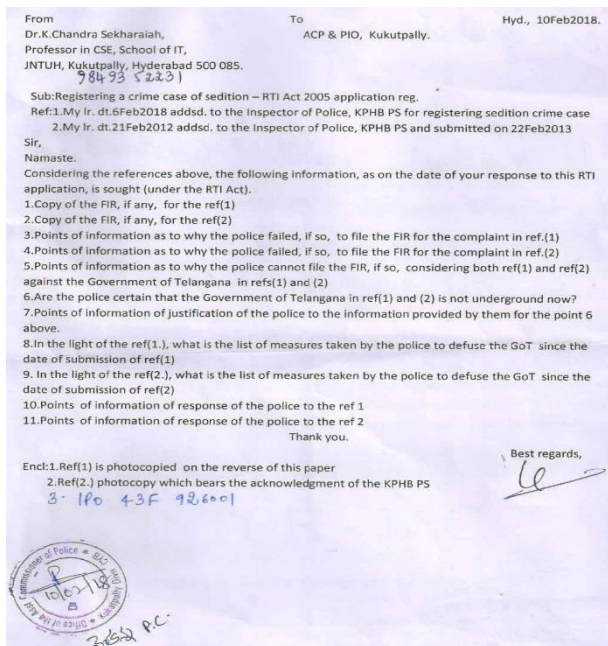 From To Hyd., 10Feb2018.
Dr.K.Chandra Sekharaiah, ACP & PIO, Kukutpally.
Professor in CSE, School of IT,
JNTUH, Kukutpally, Hyderabad 500 085.
98493 52231
Sub:Registering a crime case of sedition – RTI Act 2005 application reg.
Ref:1.My lr. dt.6Feb2018 addsd. to the Inspector of Police, KPHB PS for registering sedition crime case
2.My lr. dt.21Feb2012 addsd. to the Inspector of Police, KPHB PS and submitted on 22Feb2013
Sir,
Namaste.
Considering the references above, the following information, as on the date of your response to this RTI
application, is sought (under the RTI Act).
1.Copy of the FIR, if any, for the ref(1)
2.Copy of the FIR, if any, for the ref(2)
3.Points of information as to why the police failed, if so, to file the FIR for the complaint in ref.(1)
4.Points of information as to why the police failed, if so, to file the FIR for the complaint in ref.(2)
5.Points of information as to why the police cannot file the FIR, if so, considering both ref(1) and ref(2)
against the Government of Telangana in refs(1) and (2)
6.Are the police certain that the Government of Telangana in ref(1) and (2) is not underground now?
7.Points of information of justification of the police to the information provided by them for the point 6
above.
8.In the light of the ref(1.), what is the list of measures taken by the police to defuse the GoT since the
date of submission of ref(1)
9. In the light of the ref(2.), what is the list of measures taken by the police to defuse the GoT since the
date of submission of ref(2)
10.Points of information of response of the police to the ref 1
11.Points of information of response of the police to the ref 2
Thank you.
Best regards,
Encl:1.Ref(1) is photocopied on the reverse of this paper
2.Ref(2.) photocopy which bears the acknowledgment of the KPHB PS
3. IPO 43F 926001
Office of the Asst Commissioner of Police
Kukatpally Divn
10/02/18
P.C.